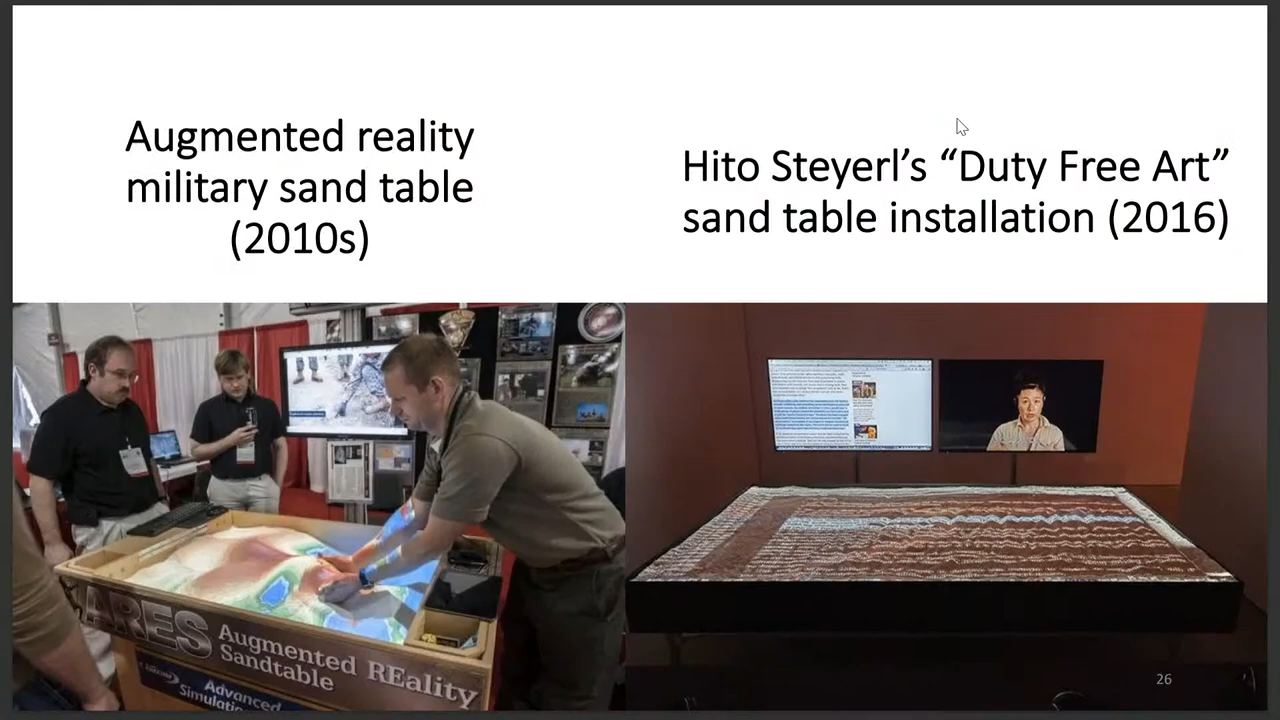 Augmented reality
military sand table
(2010s)
Hito Steyerl’s “Duty Free Art”
sand table installation (2016)
ARES
Augmented REality
Sandtable
Advanced
26